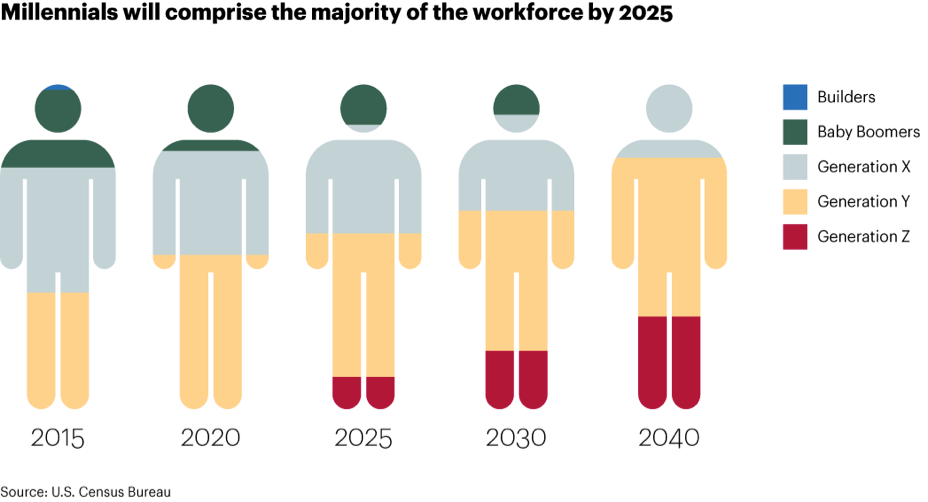 Millennials will comprise the majority of the workforce by 2025
Builders
Baby Boomers
Generation X
Generation Y
Generation Z
2015 2020 2025 2030 2040
Source: U.S. Census Bureau